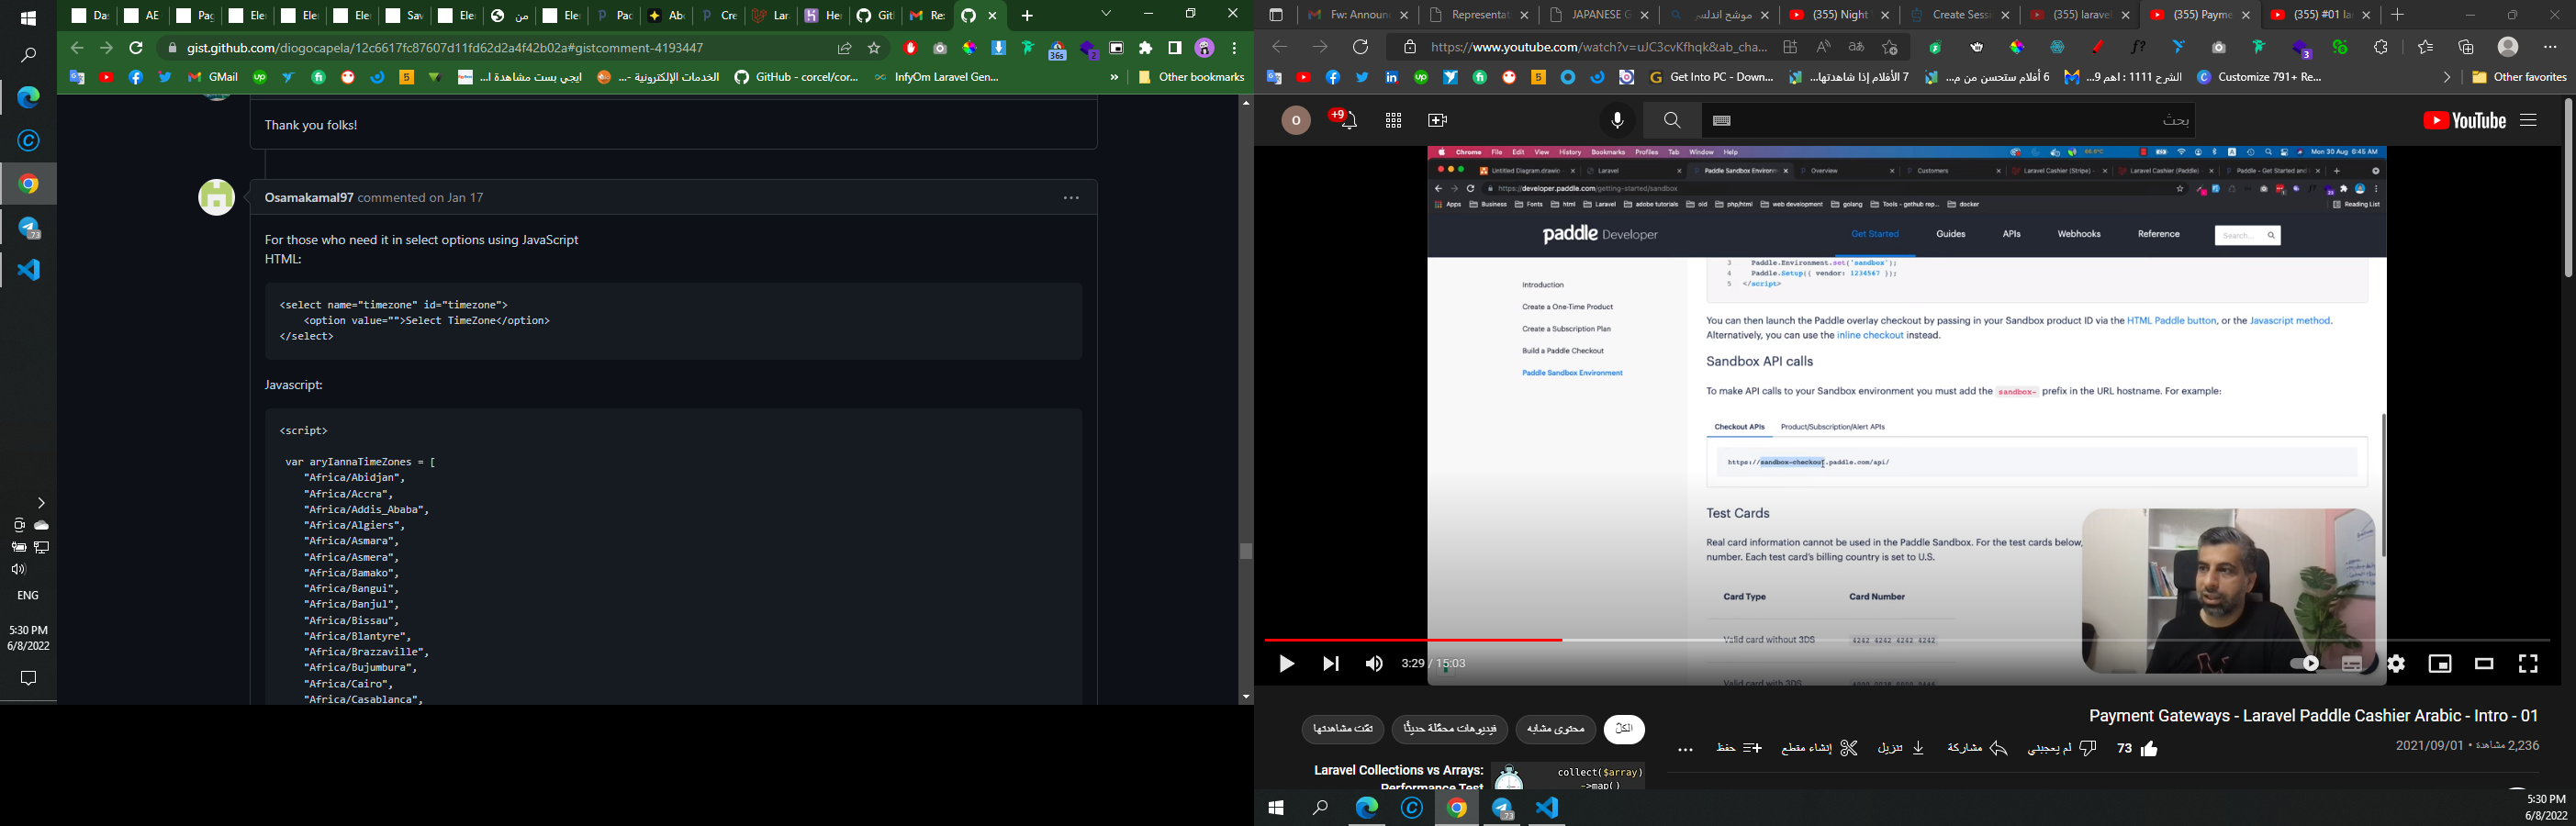 Das
AE
Pag
Ele
Ele
Ele
Sav
Ele
من
Ele
Pad
Abo
Cre
Lar
Her
Git
Re:
gist.github.com/diogocapela/12c6617fc87607d11fd62d2a4f42b02a#gistcomment-4193447
GMail
ايجي بست مشاهدة ا...
الخدمات الإلكترونية -...
GitHub - corcel/cor...
InfyOm Laravel Gen...
»
Other bookmarks
Thank you folks!
Osamakamal97 commented on Jan 17
For those who need it in select options using JavaScript
HTML:
<select name="timezone" id="timezone">
<option value="">Select TimeZone</option>
</select>
Javascript:
<script>
var aryIannaTimeZones = [
"Africa/Abidjan",
"Africa/Accra",
"Africa/Addis_Ababa",
"Africa/Algiers",
"Africa/Asmara",
"Africa/Asmera",
"Africa/Bamako",
"Africa/Bangui",
"Africa/Banjul",
"Africa/Bissau",
"Africa/Blantyre",
"Africa/Brazzaville",
"Africa/Bujumbura",
"Africa/Cairo",
"Africa/Casablanca",
ENG
5:30 PM
6/8/2022
Fw: Announ
Representat
JAPANESE G
موشح اندلسر
(355) Night
Create Sessi
(355) laravel
(355) Payme
(355) #01 la
https://www.youtube.com/watch?v=uJC3cvKfhqk&ab_cha...
Get Into PC - Down...
7 الأفلام إذا شاهدتها...
6 أفلام ستحسن من م...
الشرح 1111 : اهم 9...
Customize 791+ Re...
Other favorites
O
+9
بحث
YouTube
Chrome File Edit View History Bookmarks Profiles Tab Window Help
Mon 30 Aug 6:46 AM
Untitled Diagram.drawio
Laravel
Paddle Sandbox Environm
Overview
Customers
Laravel Cashier (Stripe) -
Laravel Cashier (Paddle) -
Paddle - Get Started and
https://developer.paddle.com/getting-started/sandbox
Apps Business Fonts html Laravel adobe tutorials old php/html web development golang Tools - gethub rep... docker Reading List
paddle Developer
Get Started Guides APIs Webhooks Reference Search...
3 Paddle.Environment.set('sandbox');
4 Paddle.Setup({ vendor: 1234567 });
5 </script>
Introduction
Create a One-Time Product
Create a Subscription Plan
Build a Paddle Checkout
Paddle Sandbox Environment
You can then launch the Paddle overlay checkout by passing in your Sandbox product ID via the HTML Paddle button, or the Javascript method.
Alternatively, you can use the inline checkout instead.
Sandbox API calls
To make API calls to your Sandbox environment you must add the sandbox- prefix in the URL hostname. For example:
Checkout APIs Product/Subscription/Alert APIs
https://sandbox-checkout.paddle.com/api/
Test Cards
Real card information cannot be used in the Paddle Sandbox. For the test cards below,
number. Each test card's billing country is set to U.S.
Card Type Card Number
Valid card without 3DS 4242 4242 4242 4242
Valid card with 3DS
3:29 / 15:03
Payment Gateways - Laravel Paddle Cashier Arabic - Intro - 01
2,236 مشاهدة • 2021/09/01
73
لم يعجبني
مشاركة
تنزيل
إنشاء مقطع
حفظ
الكلّ
محتوى مشابه
فيديوهات محمَّلة حديثًا
تمّت مشاهدتها
Laravel Collections vs Arrays:
Performance Test
collect($array)
->map()
5:30 PM
6/8/2022